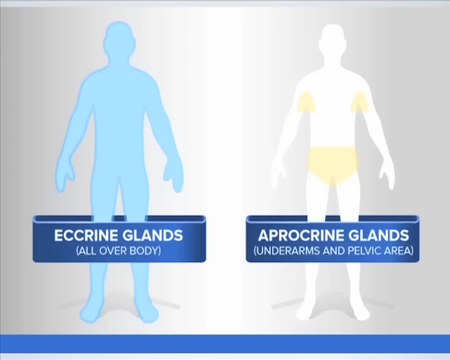 ECCRINE GLANDS
(ALL OVER BODY)
APROCRINE GLANDS
(UNDERARMS AND PELVIC AREA)